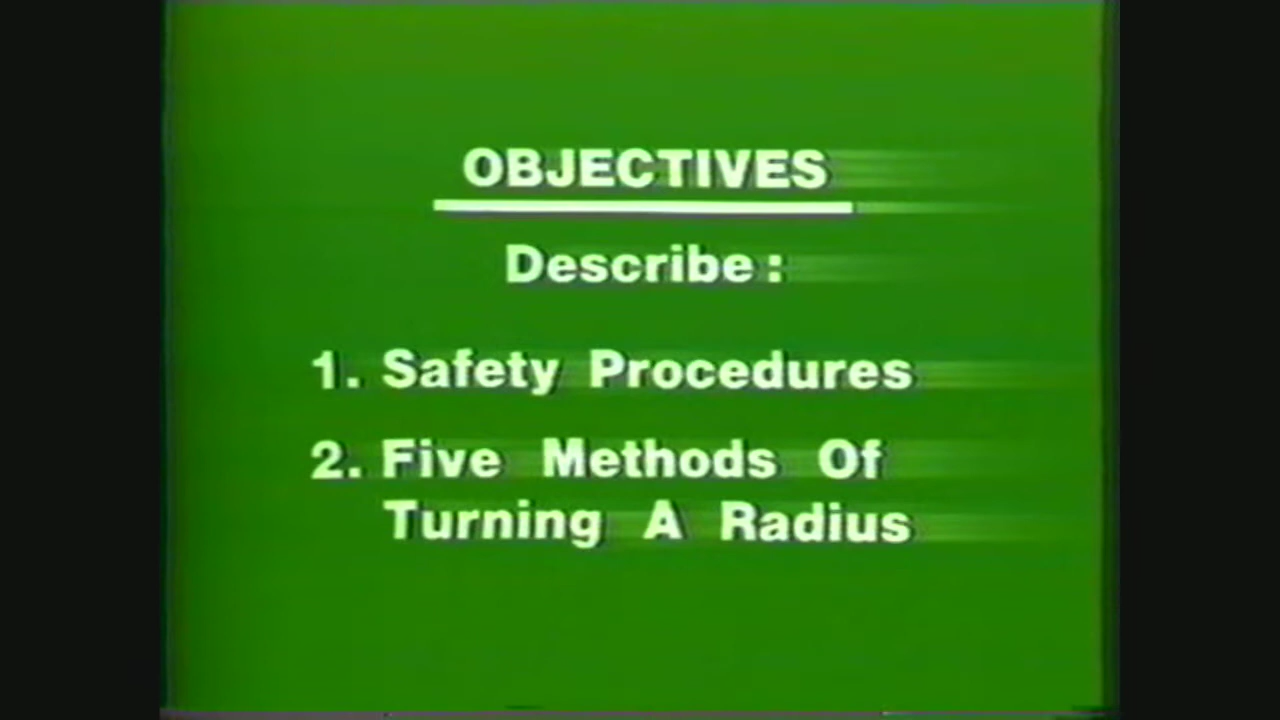 OBJECTIVES
Describe:
1. Safety Procedures
2. Five Methods Of
Turning A Radius